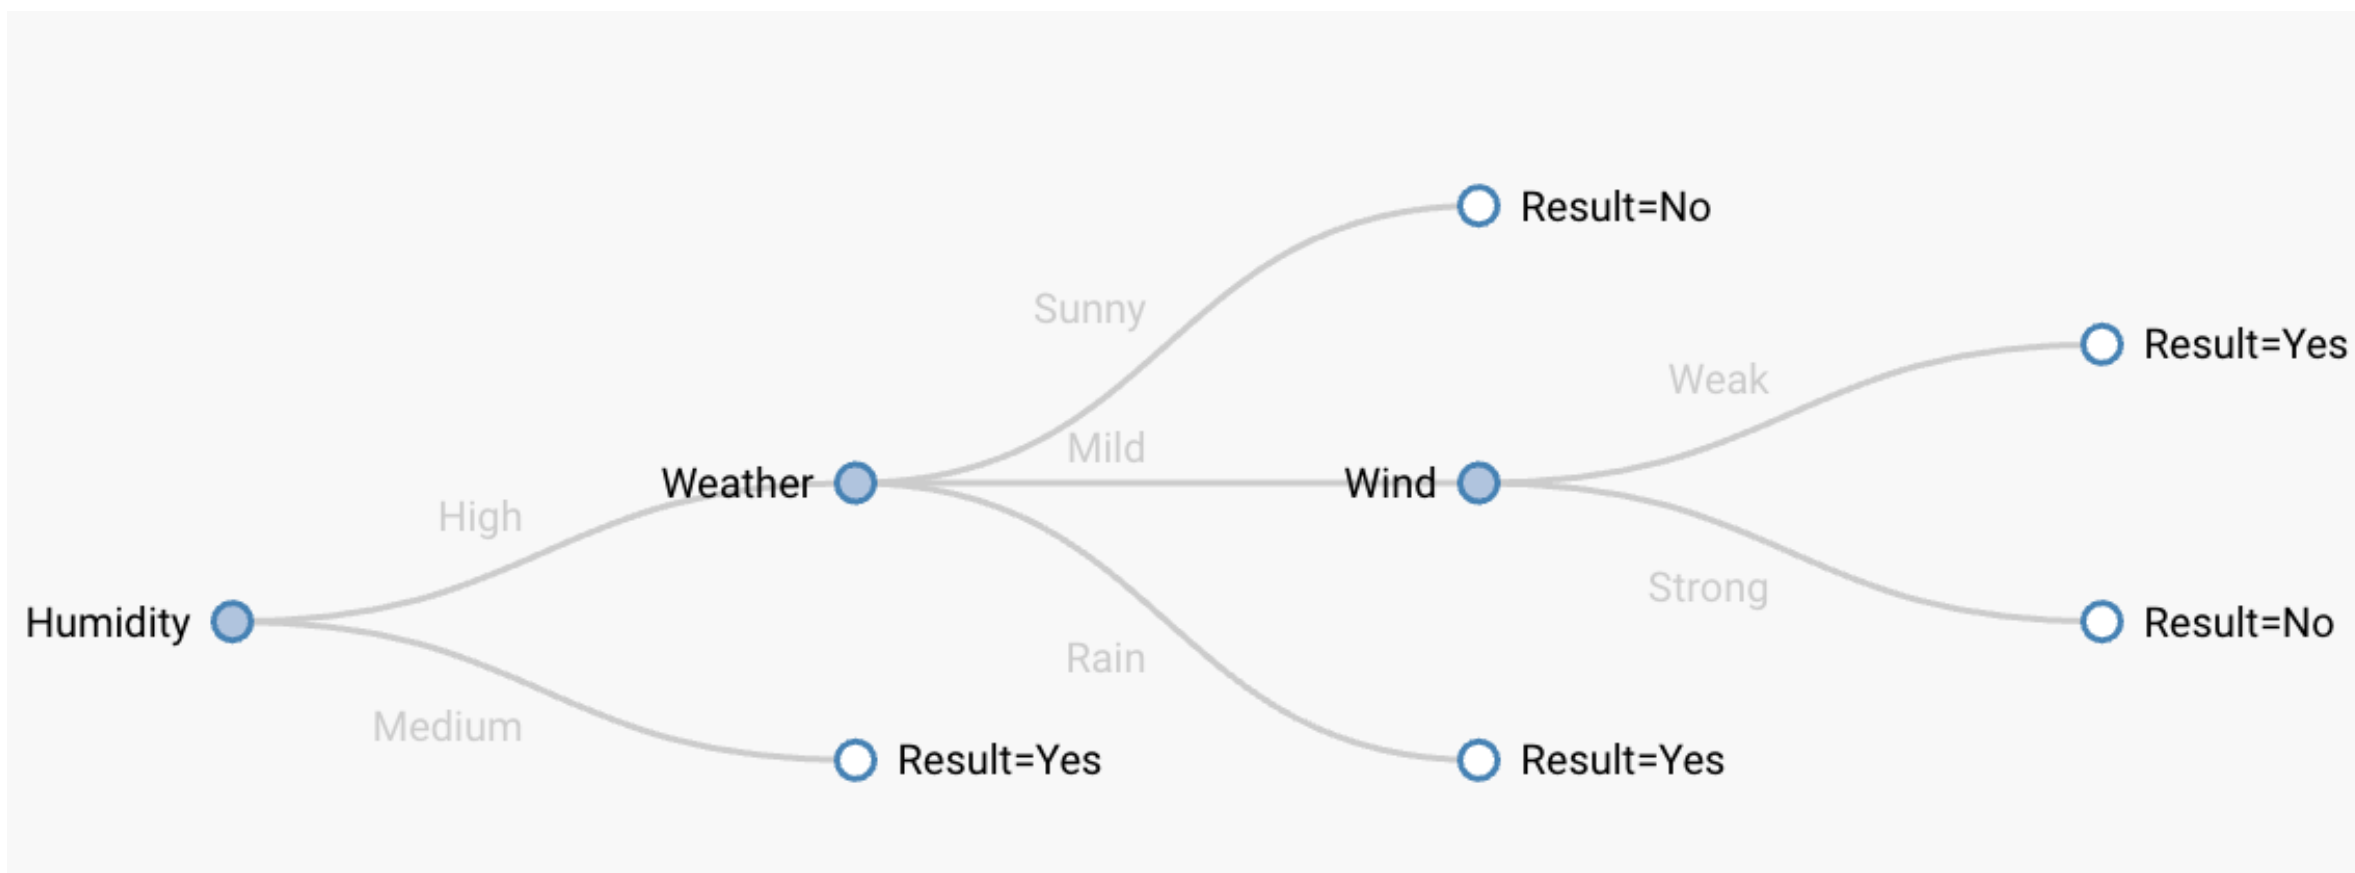 Result=No
Sunny
Result=Yes
Weak
Mild
Weather
Wind
High
Strong
Humidity
Result=No
Rain
Medium
Result=Yes
Result=Yes